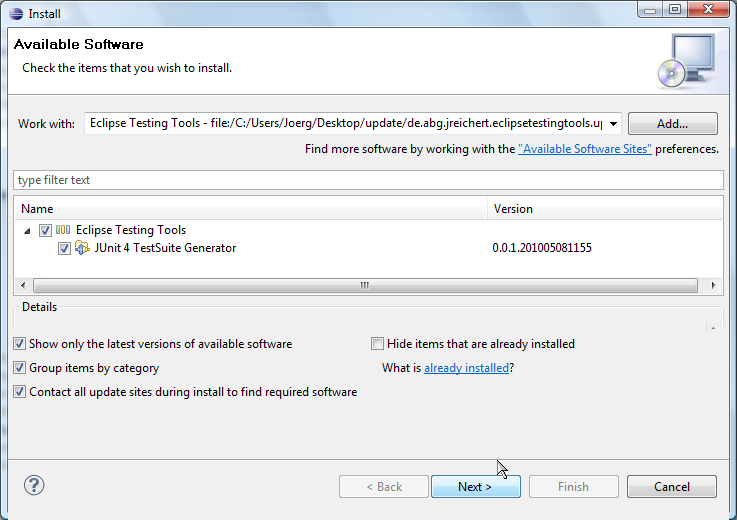 Install
Available Software
Check the items that you wish to install.
Work with: Eclipse Testing Tools - file:/C:/Users/Joerg/Desktop/update/de.abg.jreichert.eclipsetestingtools.up Add...
Find more software by working with the "Available Software Sites" preferences.
type filter text
Name Version
Eclipse Testing Tools
JUnit 4 TestSuite Generator 0.0.1.201005081155
Details
Show only the latest versions of available software Hide items that are already installed
Group items by category What is already installed?
Contact all update sites during install to find required software
? < Back Next > Finish Cancel